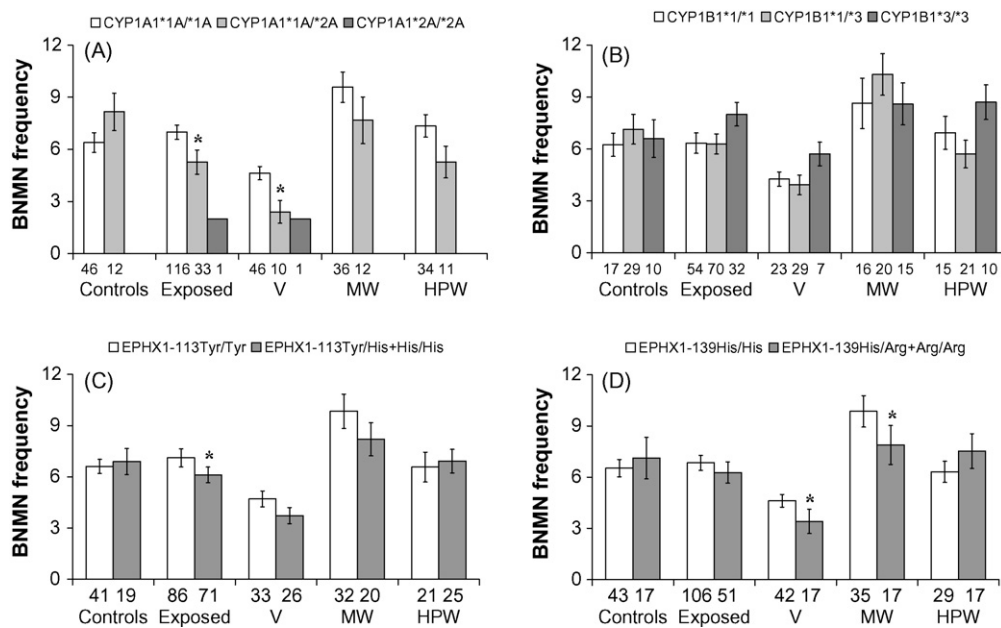 CYP1A1*1A/*1A CYP1A1*1A/*2A CYP1A1*2A/*2A
(A)
BNMN frequency
12
9
6
3
0
* *
46 12 116 33 1 46 10 1 36 12 34 11
Controls Exposed V MW HPW
CYP1B1*1/*1 CYP1B1*1/*3 CYP1B1*3/*3
(B)
BNMN frequency
12
9
6
3
0
17 29 10 54 70 32 23 29 7 16 20 15 15 21 10
Controls Exposed V MW HPW
EPHX1-113Tyr/Tyr EPHX1-113Tyr/His+His/His
(C)
BNMN frequency
12
9
6
3
0
*
41 19 86 71 33 26 32 20 21 25
Controls Exposed V MW HPW
EPHX1-139His/His EPHX1-139His/Arg+Arg/Arg
(D)
BNMN frequency
12
9
6
3
0
* *
43 17 106 51 42 17 35 17 29 17
Controls Exposed V MW HPW